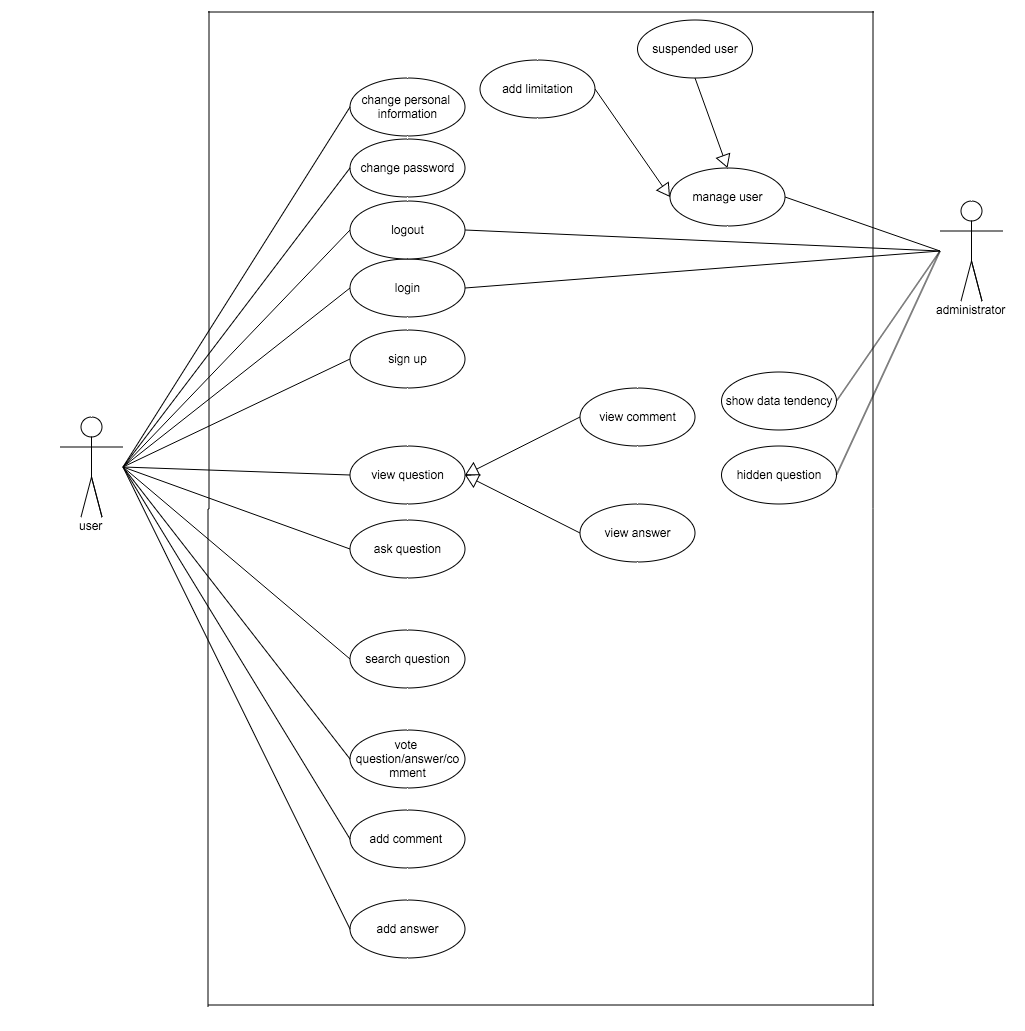 suspended user
add limitation
change personal
information
change password
manage user
logout
login
administrator
sign up
show data tendency
view comment
view question
hidden question
user
view answer
ask question
search question
vote
question/answer/co
mment
add comment
add answer